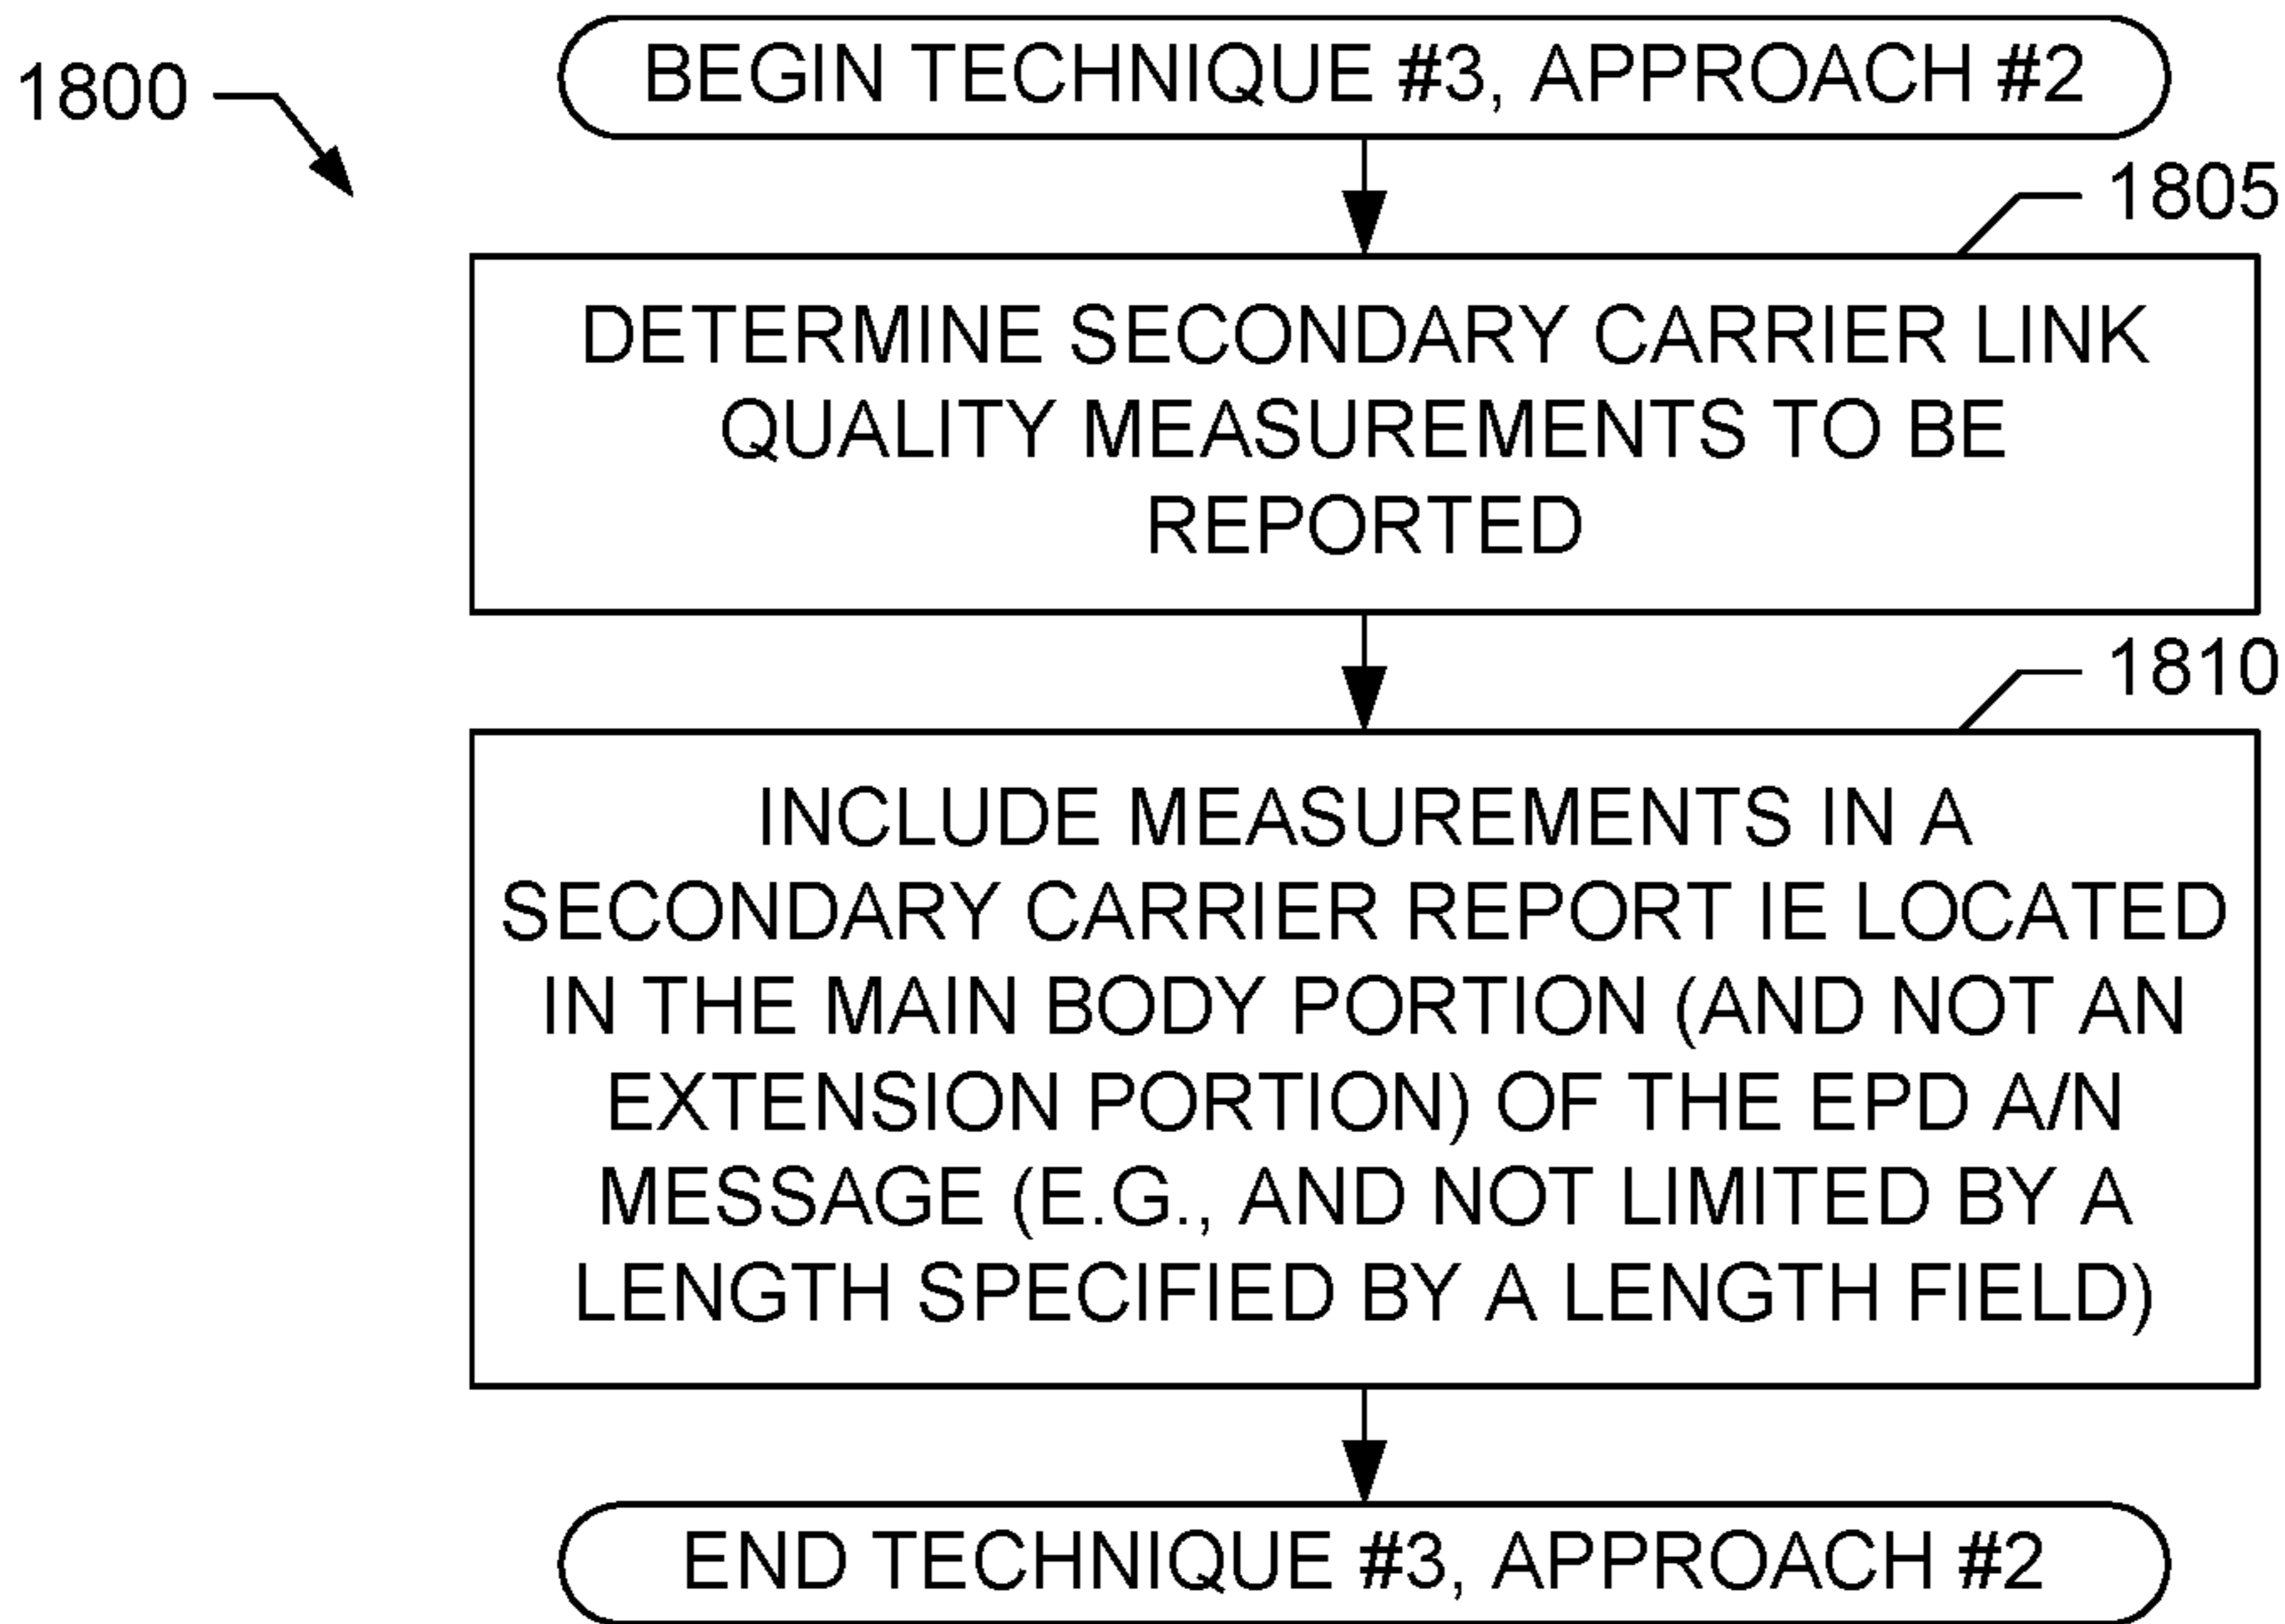 1800
BEGIN TECHNIQUE #3, APPROACH #2
1805
DETERMINE SECONDARY CARRIER LINK
QUALITY MEASUREMENTS TO BE
REPORTED
1810
INCLUDE MEASUREMENTS IN A
SECONDARY CARRIER REPORT IE LOCATED
IN THE MAIN BODY PORTION (AND NOT AN
EXTENSION PORTION) OF THE EPD A/N
MESSAGE (E.G., AND NOT LIMITED BY A
LENGTH SPECIFIED BY A LENGTH FIELD)
END TECHNIQUE #3, APPROACH #2